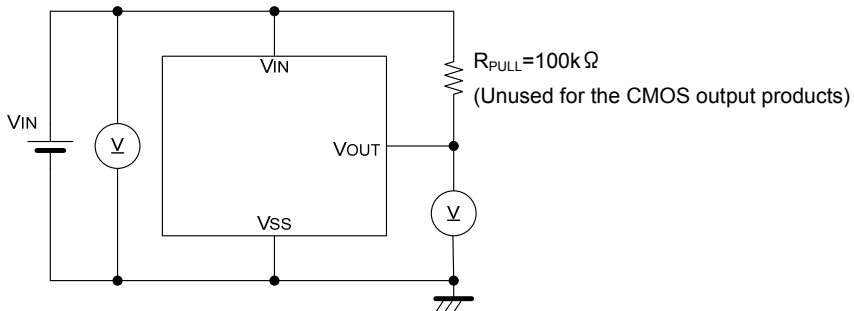 VIN
RPULL=100kΩ
(Unused for the CMOS output products)
VIN
V
VOUT
V
VSS